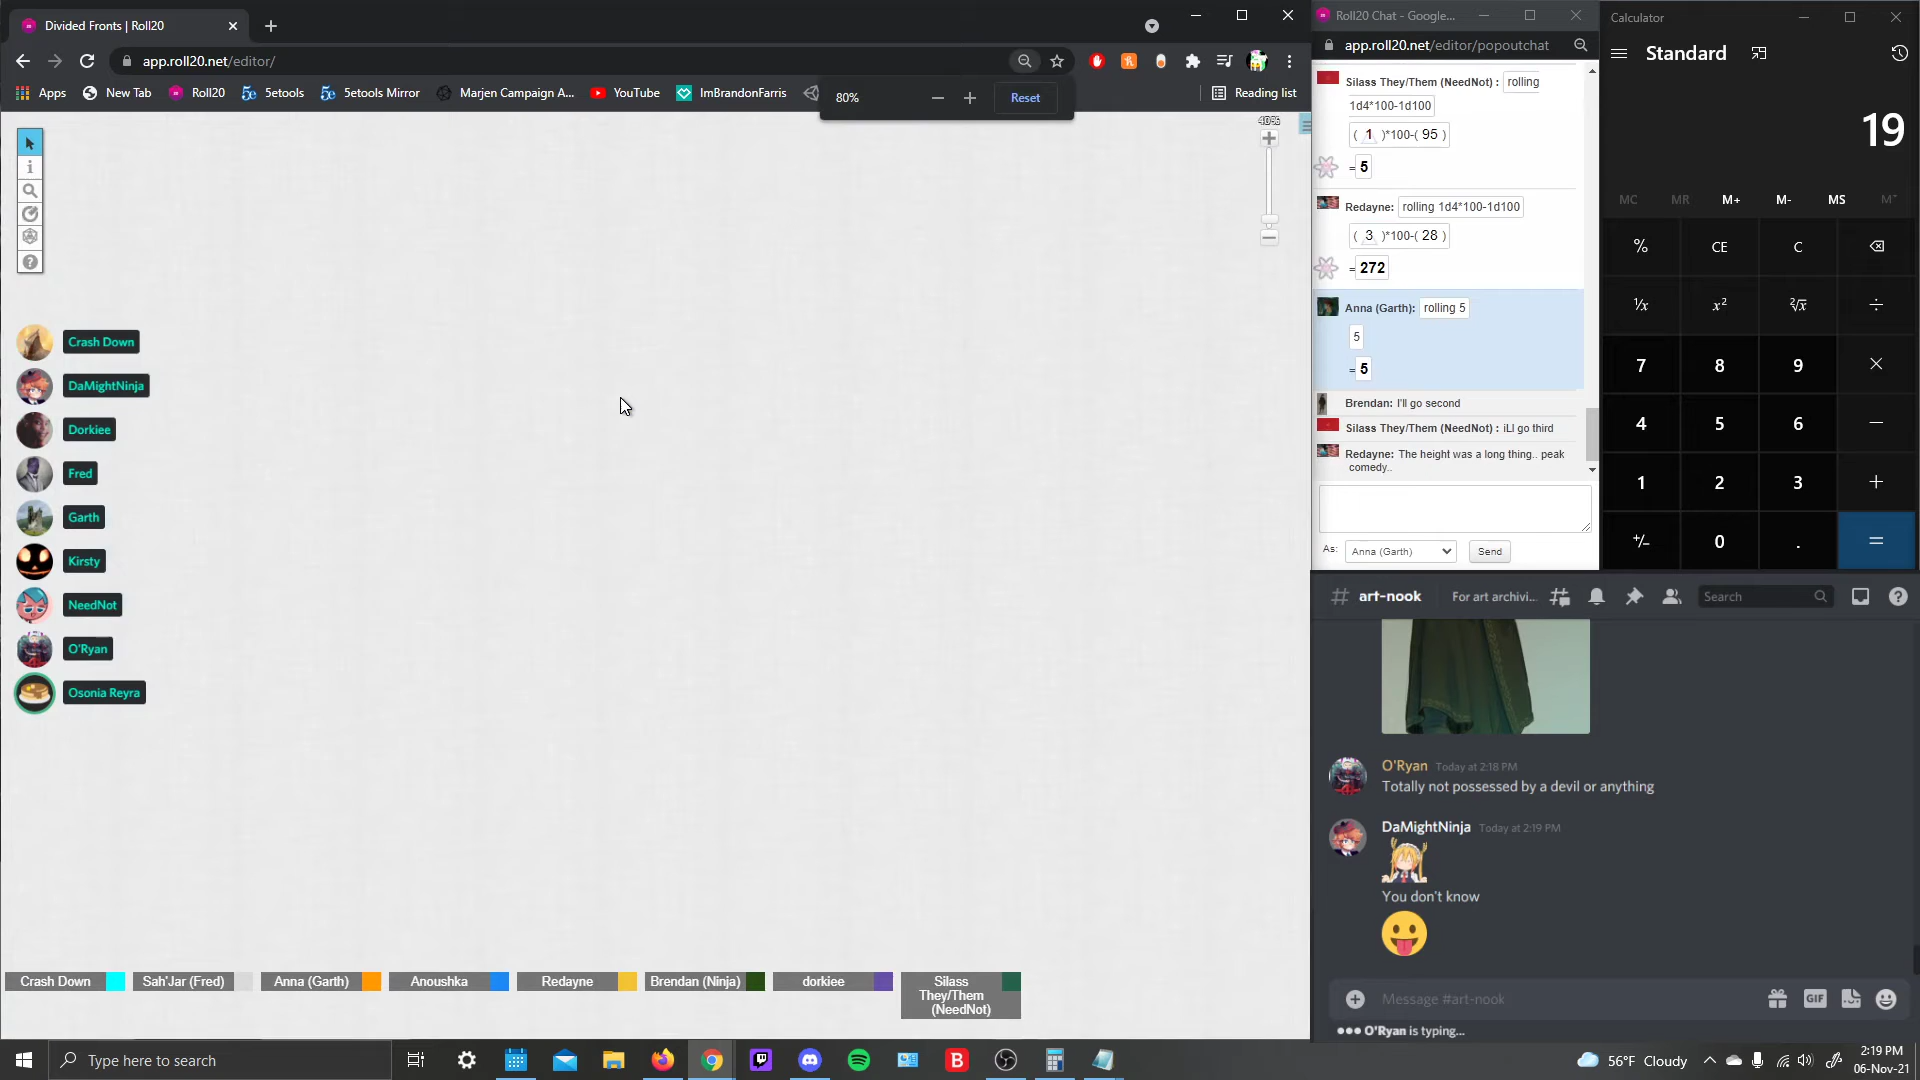 Divided Fronts | Roll20
app.roll20.net/editor/
Apps
New Tab
Roll20
5etools
5etools Mirror
Marjen Campaign A...
YouTube
ImBrandonFarris
Reading list
80%
Reset
40%
Crash Down
DaMightNinja
Dorkiee
Fred
Garth
Kirsty
NeedNot
O'Ryan
Osonia Reyra
Crash Down
Sah'Jar (Fred)
Anna (Garth)
Anoushka
Redayne
Brendan (Ninja)
dorkiee
Silass
They/Them
(NeedNot)
Roll20 Chat - Google...
app.roll20.net/editor/popoutchat
Silass They/Them (NeedNot) : rolling
1d4*100-1d100
( 1 )*100-( 95 )
=5
Redayne: rolling 1d4*100-1d100
( 3 )*100-( 28 )
=272
Anna (Garth): rolling 5
5
=5
Brendan: I'll go second
Silass They/Them (NeedNot) : iLl go third
Redayne: The height was a long thing.. peak
comedy..
As: Anna (Garth) Send
Calculator
Standard
19
MC MR M+ M- MS M˅
% CE C
¹/x x² ²√x ÷
7 8 9 ×
4 5 6 −
1 2 3 +
+/- 0 . =
# art-nook For art archivi... Search
O'Ryan Today at 2:18 PM
Totally not possessed by a devil or anything
DaMightNinja Today at 2:19 PM
You don't know
Message #art-nook GIF
O'Ryan is typing...
Type here to search
56°F Cloudy
2:19 PM
06-Nov-21